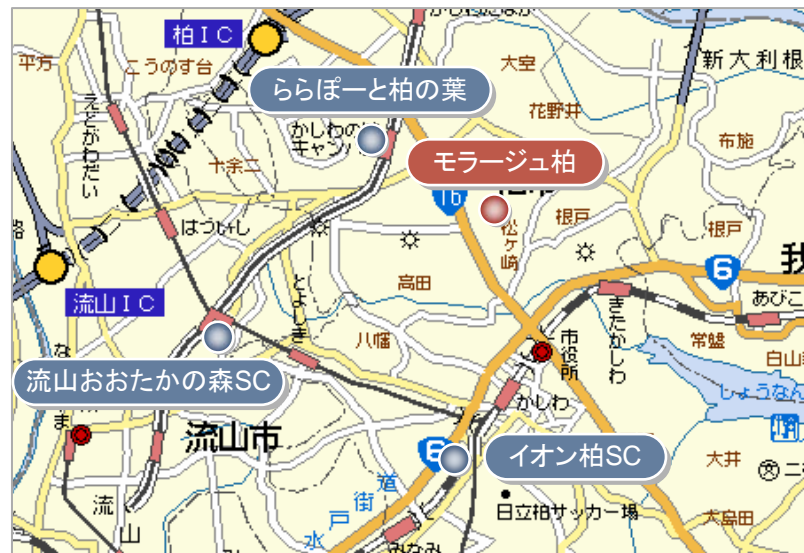 柏IC
平方
こうのす台
大室
新大利根
ららぽーと柏の葉
えどがわだい
花野井
かしわの
キャンパ
布施
十余二
モラージュ柏
16
はついし
松ヶ崎
根戸
根戸
6
我
路
流山IC
とよしき
高田
きたかしわ
あびこ
八幡
市役所
常盤
白山
流山おおたかの森SC
かしわ
しょうなん
流山市
6
イオン柏SC
大井
水戸街道
日立柏サッカー場
流山
大島田
みなみ